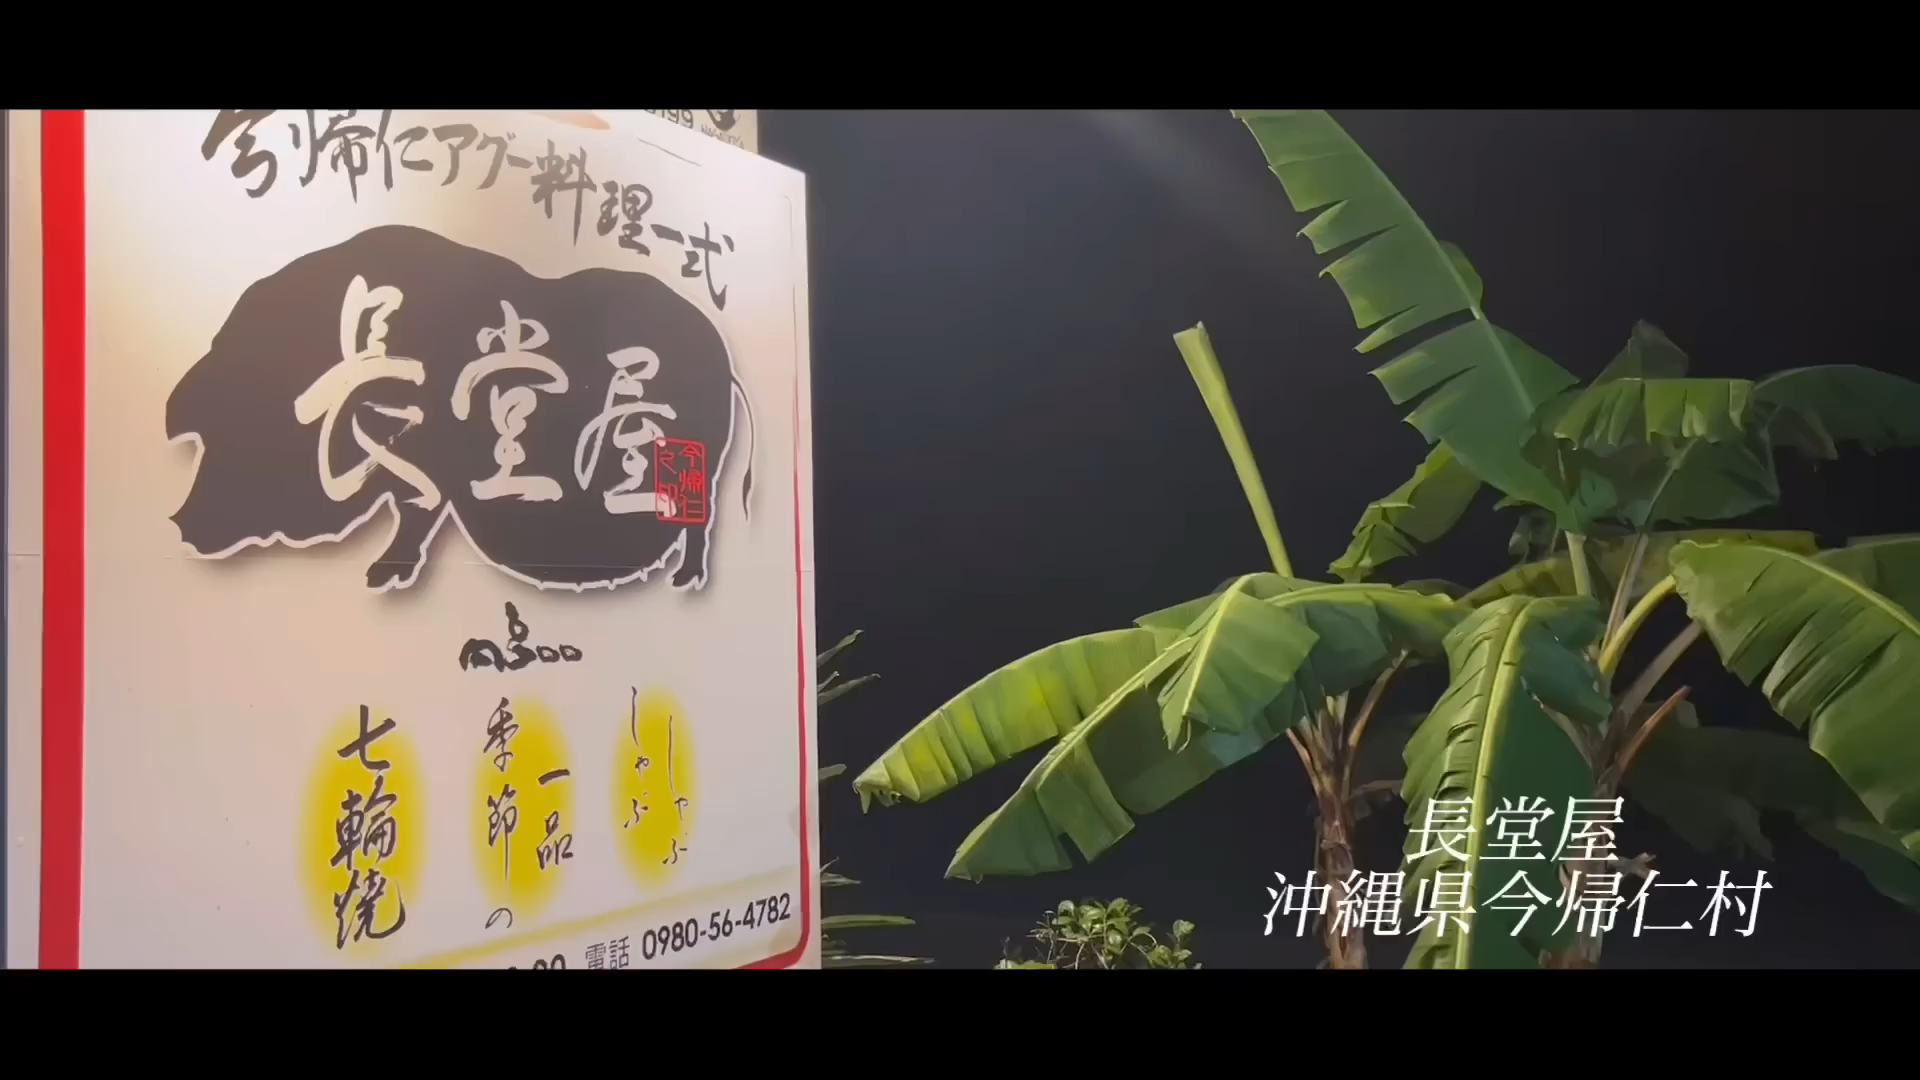 今帰仁アグー料理一式
長堂屋
今帰仁
之印
しゃぶ
しゃぶ
季節の
一品
七輪焼
電話 0980-56-4782
長堂屋
沖縄県今帰仁村